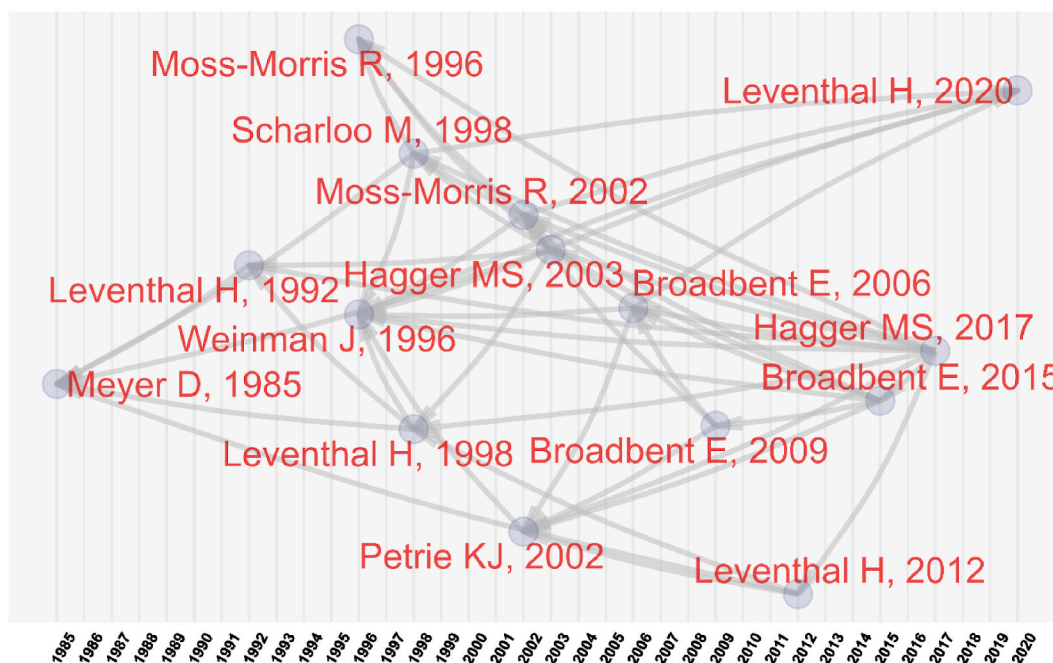 Moss-Morris R, 1996
Leventhal H, 2020
Scharloo M, 1998
Moss-Morris R, 2002
Hagger MS, 2003
Broadbent E, 2006
Leventhal H, 1992
Weinman J, 1996
Hagger MS, 2017
Meyer D, 1985
Broadbent E, 2015
Leventhal H, 1998
Broadbent E, 2009
Petrie KJ, 2002
Leventhal H, 2012
1985
1986
1987
1988
1989
1990
1991
1992
1993
1994
1995
1996
1997
1998
1999
2000
2001
2002
2003
2004
2005
2006
2007
2008
2009
2010
2011
2012
2013
2014
2015
2016
2017
2018
2019
2020